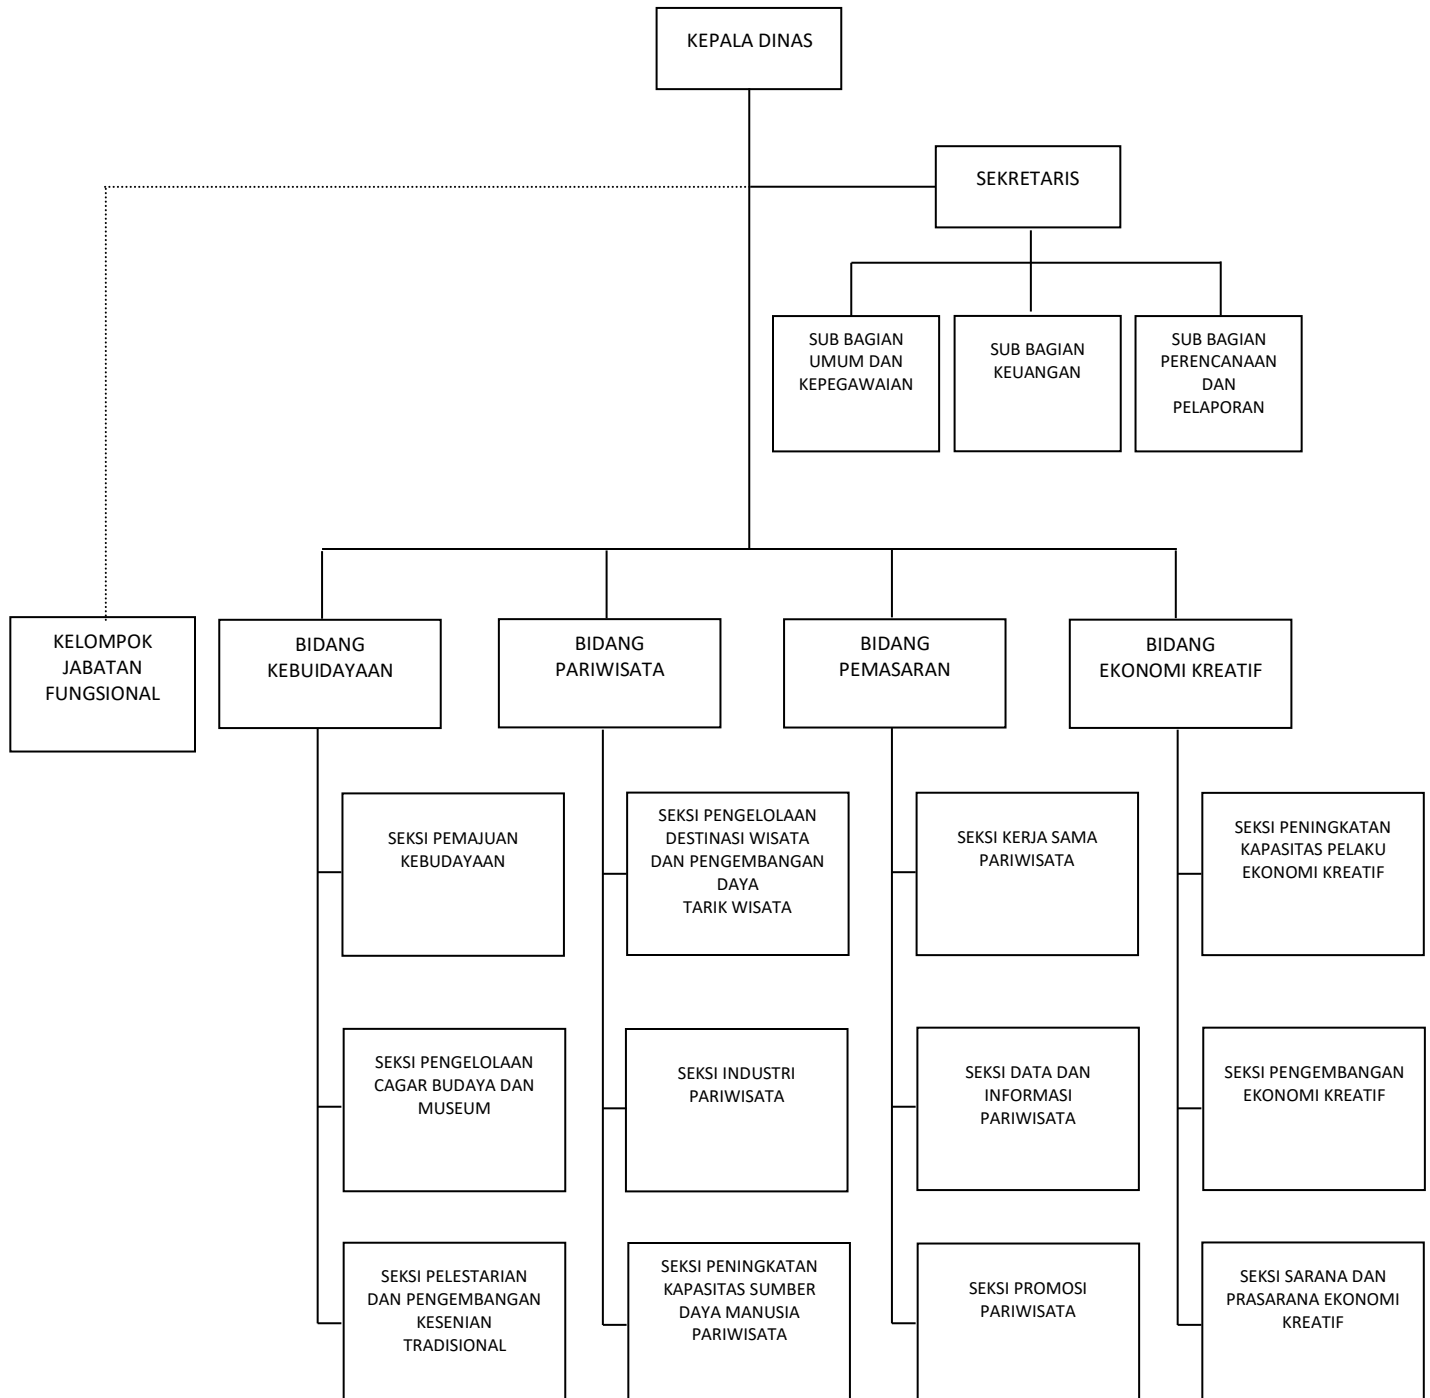 KEPALA DINAS
SEKRETARIS
SUB BAGIAN
UMUM DAN
KEPEGAWAIAN
SUB BAGIAN
KEUANGAN
SUB BAGIAN
PERENCANAAN
DAN
PELAPORAN
KELOMPOK
JABATAN
FUNGSIONAL
BIDANG
KEBUIDAYAAN
BIDANG
PARIWISATA
BIDANG
PEMASARAN
BIDANG
EKONOMI KREATIF
SEKSI PEMAJUAN
KEBUDAYAAN
SEKSI PENGELOLAAN
DESTINASI WISATA
DAN PENGEMBANGAN
DAYA
TARIK WISATA
SEKSI KERJA SAMA
PARIWISATA
SEKSI PENINGKATAN
KAPASITAS PELAKU
EKONOMI KREATIF
SEKSI PENGELOLAAN
CAGAR BUDAYA DAN
MUSEUM
SEKSI INDUSTRI
PARIWISATA
SEKSI DATA DAN
INFORMASI
PARIWISATA
SEKSI PENGEMBANGAN
EKONOMI KREATIF
SEKSI PELESTARIAN
DAN PENGEMBANGAN
KESENIAN
TRADISIONAL
SEKSI PENINGKATAN
KAPASITAS SUMBER
DAYA MANUSIA
PARIWISATA
SEKSI PROMOSI
PARIWISATA
SEKSI SARANA DAN
PRASARANA EKONOMI
KREATIF